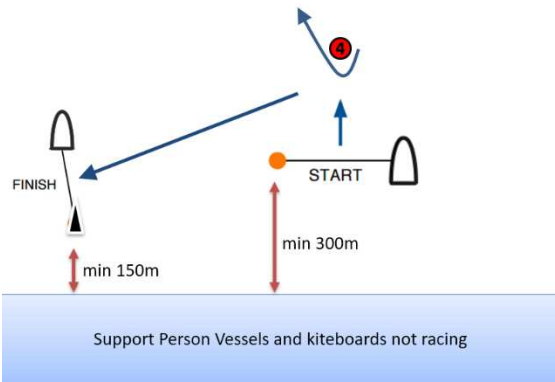 4
FINISH
START
min 300m
min 150m
Support Person Vessels and kiteboards not racing